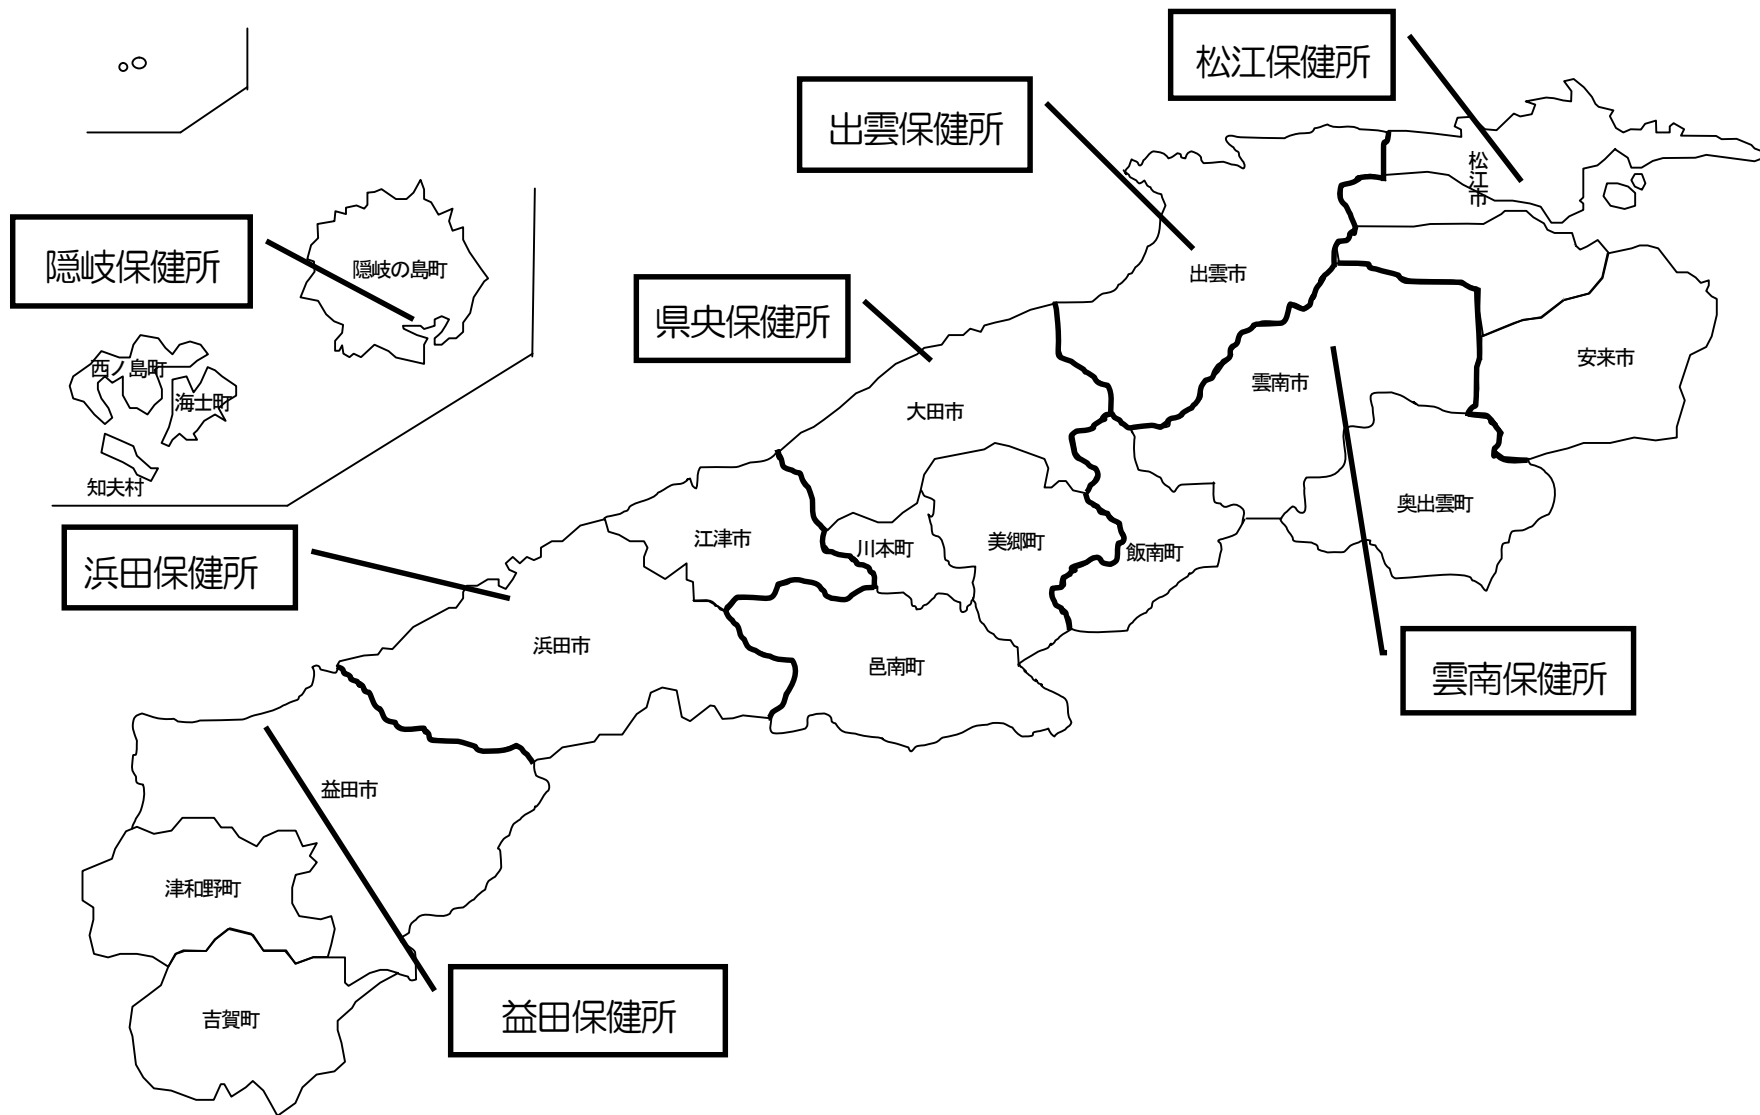 松江保健所
出雲保健所
松江市
隠岐保健所
隠岐の島町
出雲市
県央保健所
安来市
西ノ島町
雲南市
海士町
大田市
知夫村
奥出雲町
江津市
川本町
美郷町
飯南町
浜田保健所
浜田市
邑南町
雲南保健所
益田市
津和野町
益田保健所
吉賀町